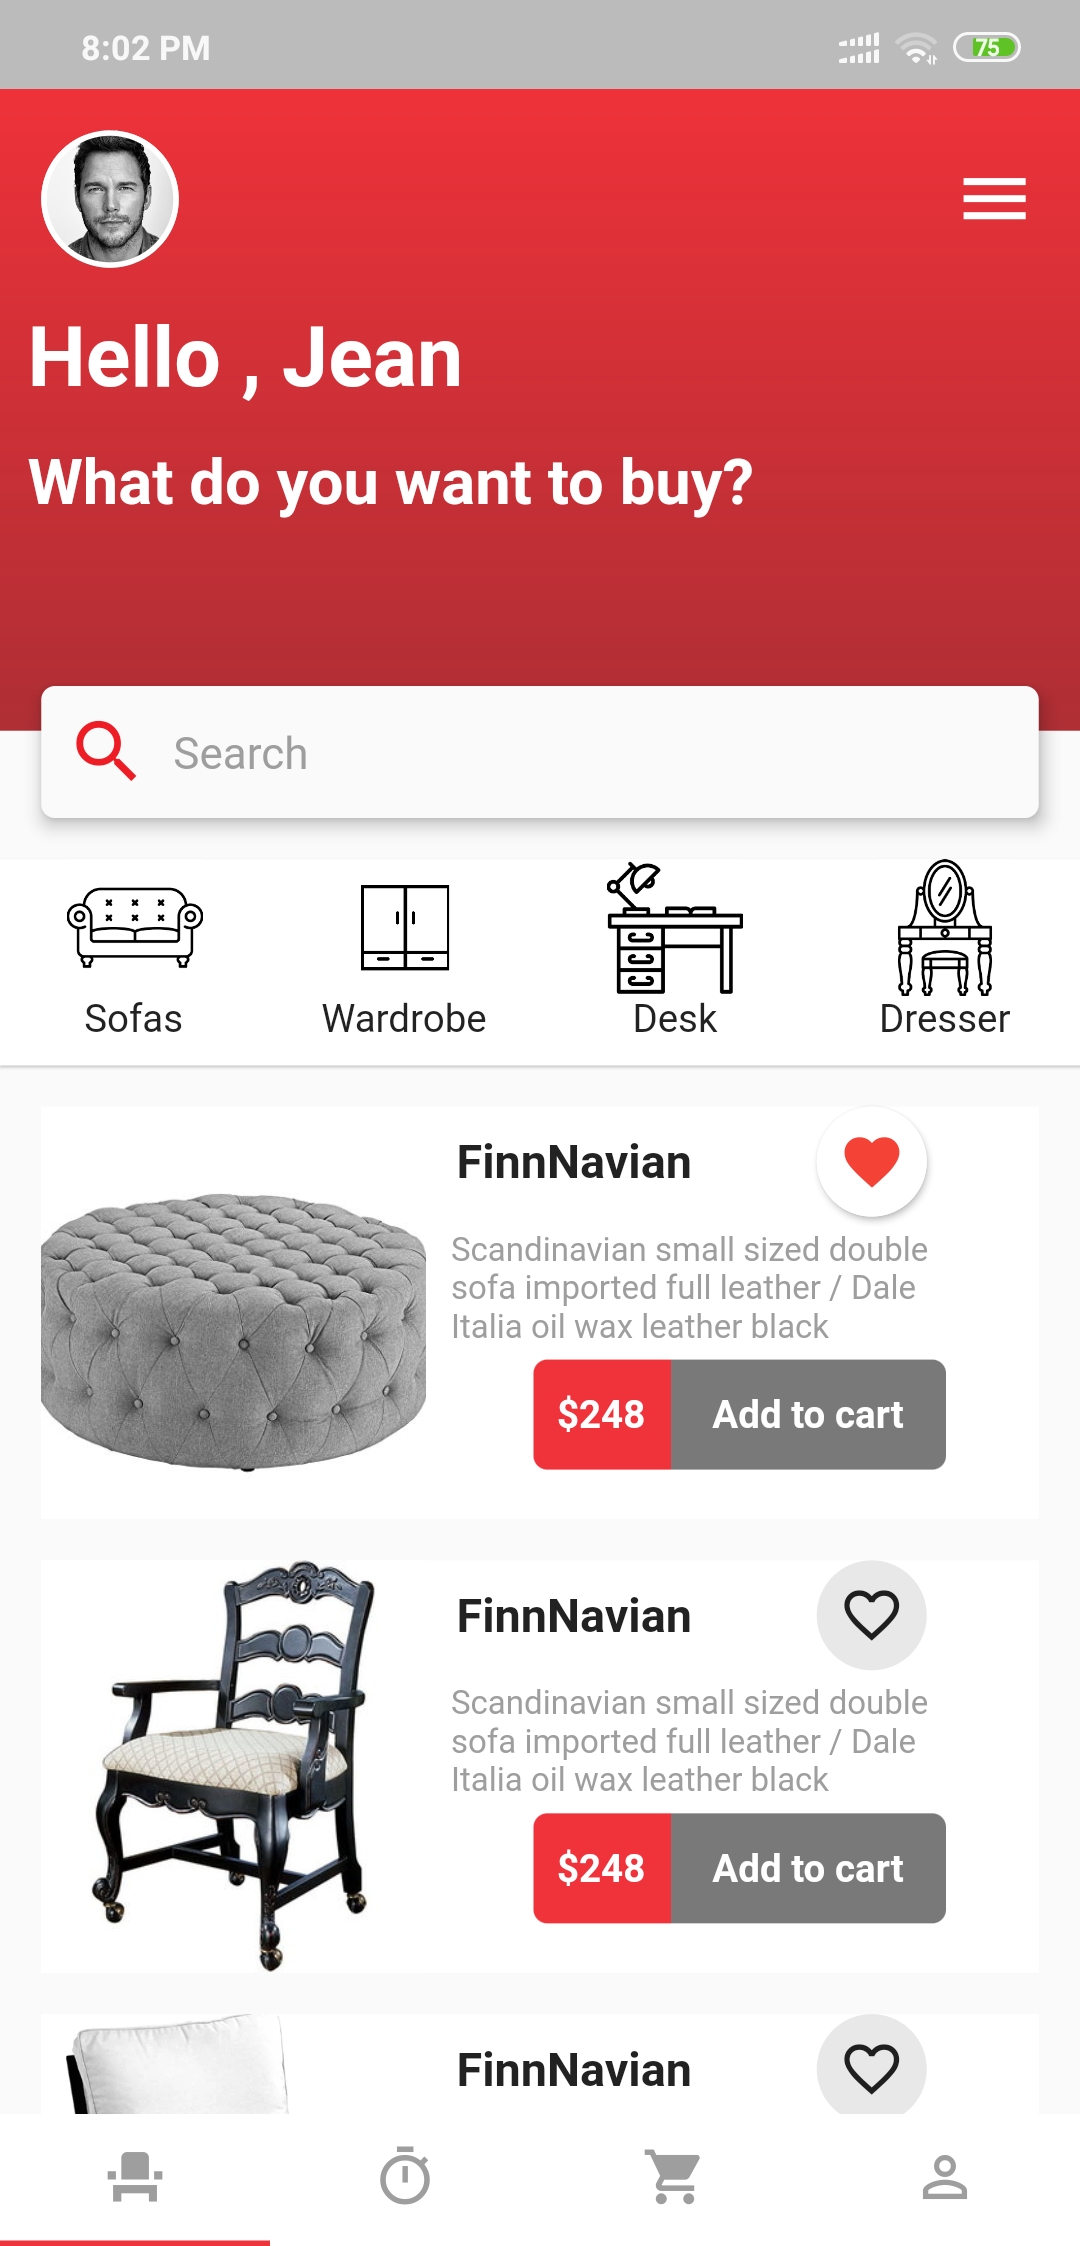 8:02 PM
75
Hello , Jean
What do you want to buy?
Search
Sofas
Wardrobe
Desk
Dresser
FinnNavian
Scandinavian small sized double
sofa imported full leather / Dale
Italia oil wax leather black
$248
Add to cart
FinnNavian
Scandinavian small sized double
sofa imported full leather / Dale
Italia oil wax leather black
$248
Add to cart
FinnNavian